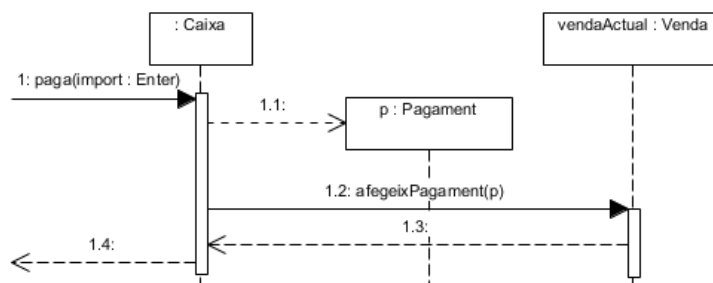 : Caixa
vendaActual : Venda
1: paga(import : Enter)
1.1:
p : Pagament
1.2: afegeixPagament(p)
1.3:
1.4: